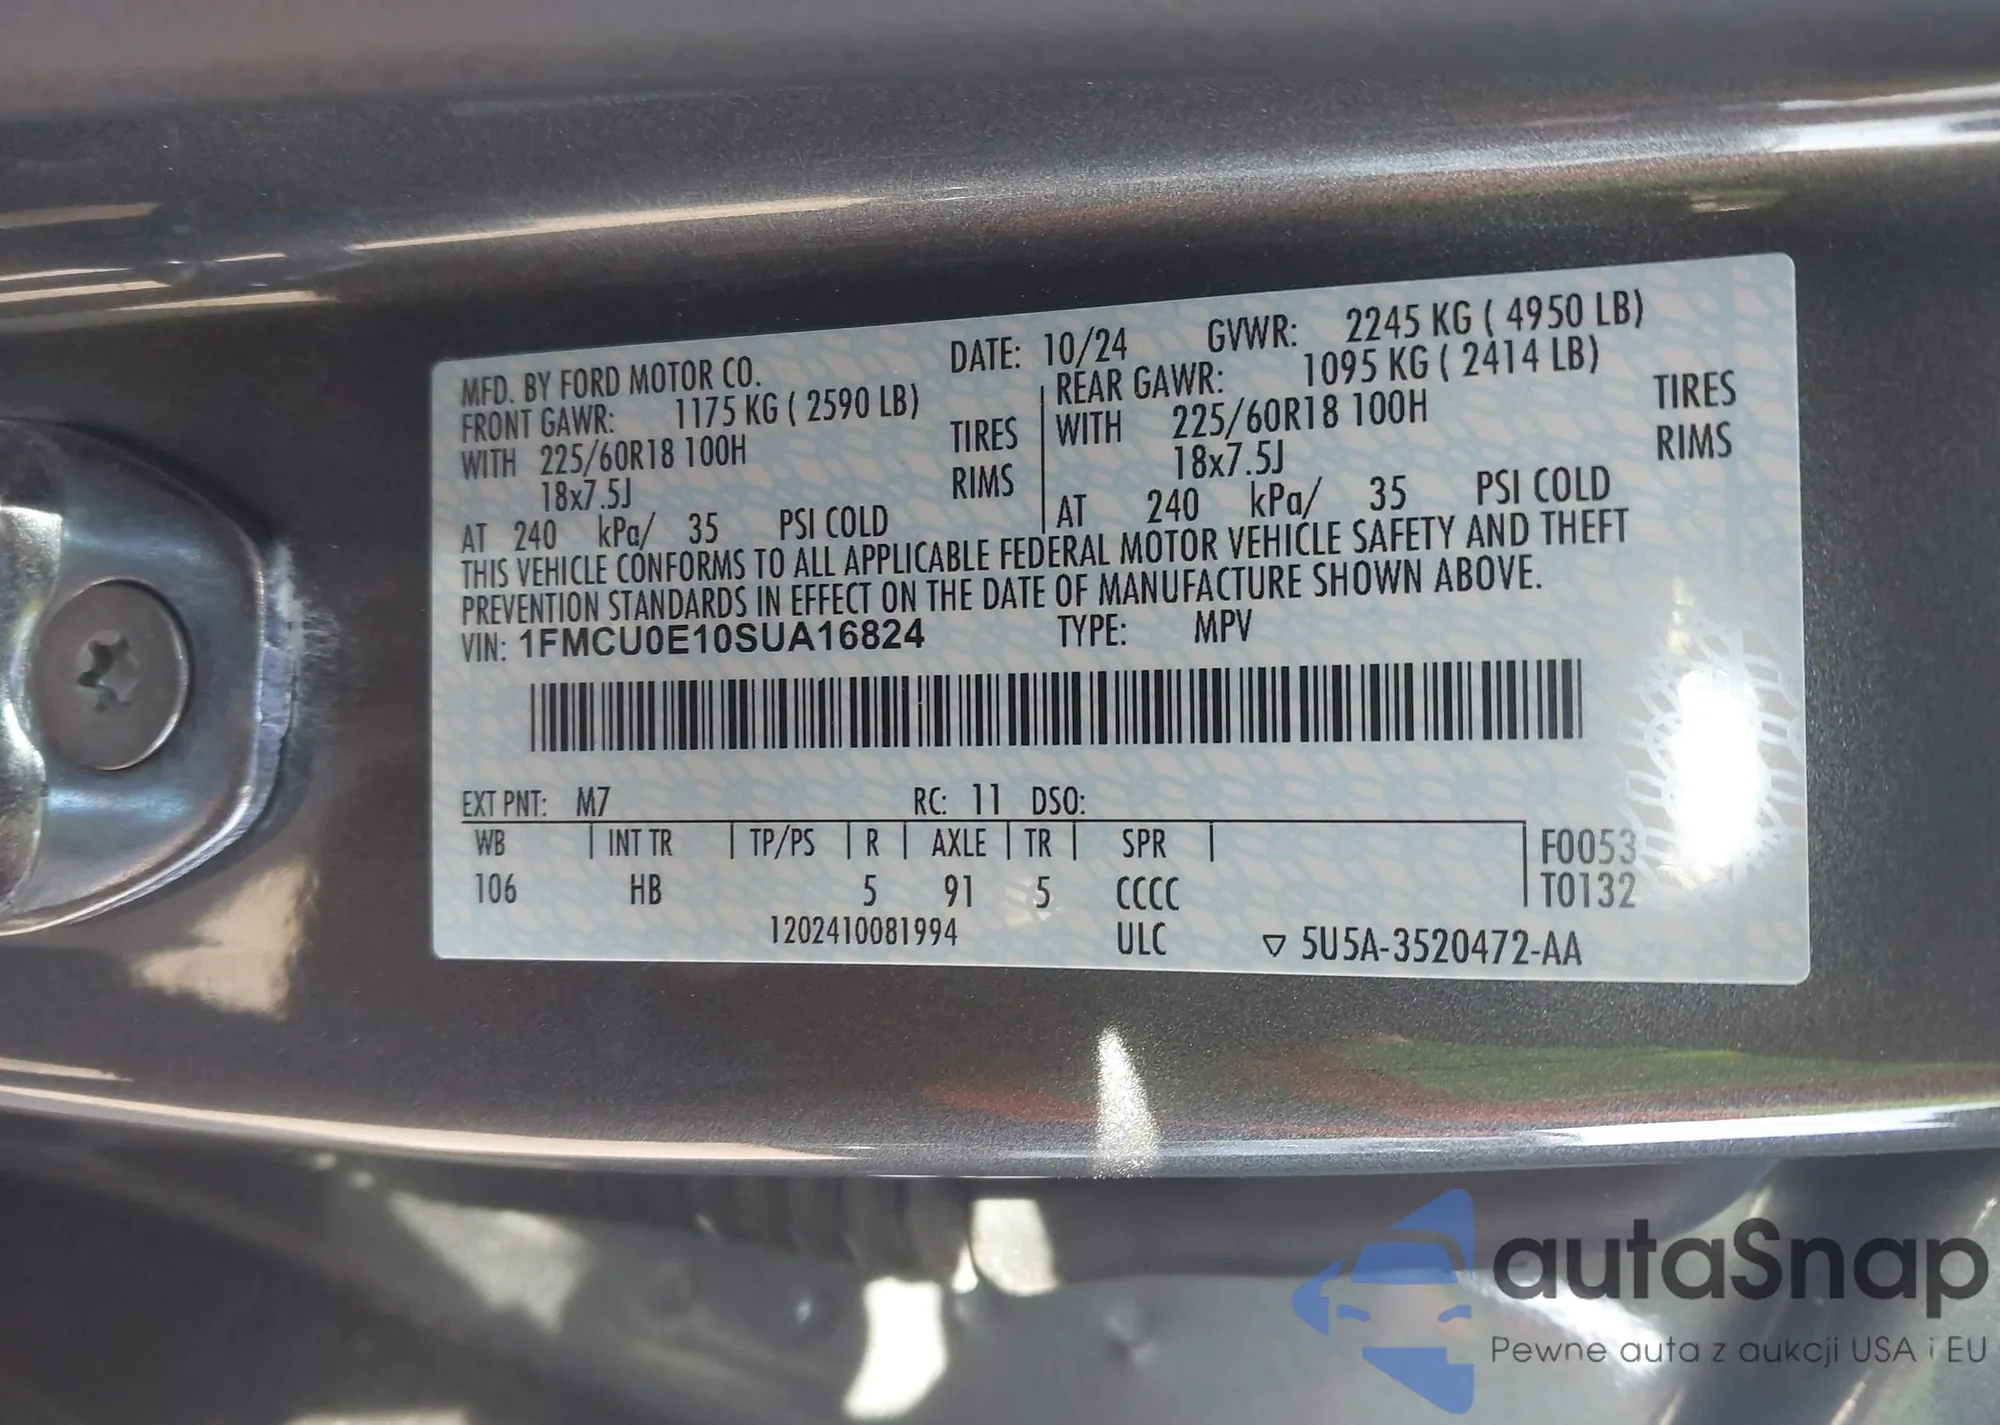 MFD. BY FORD MOTOR CO. DATE: 10/24 GVWR: 2245 KG ( 4950 LB)
FRONT GAWR: 1175 KG ( 2590 LB) REAR GAWR: 1095 KG ( 2414 LB)
WITH 225/60R18 100H TIRES WITH 225/60R18 100H TIRES
18x7.5J RIMS 18x7.5J RIMS
AT 240 kPa/ 35 PSI COLD AT 240 kPa/ 35 PSI COLD
THIS VEHICLE CONFORMS TO ALL APPLICABLE FEDERAL MOTOR VEHICLE SAFETY AND THEFT
PREVENTION STANDARDS IN EFFECT ON THE DATE OF MANUFACTURE SHOWN ABOVE.
VIN: 1FMCU0E10SUA16824 TYPE: MPV
EXT PNT: M7 RC: 11 DSO:
WB INT TR TP/PS R AXLE TR SPR F0053
106 HB 5 91 5 CCCC T0132
1202410081994 ULC 5U5A-3520472-AA
autaSnap
Pewne auta z aukcji USA i EU